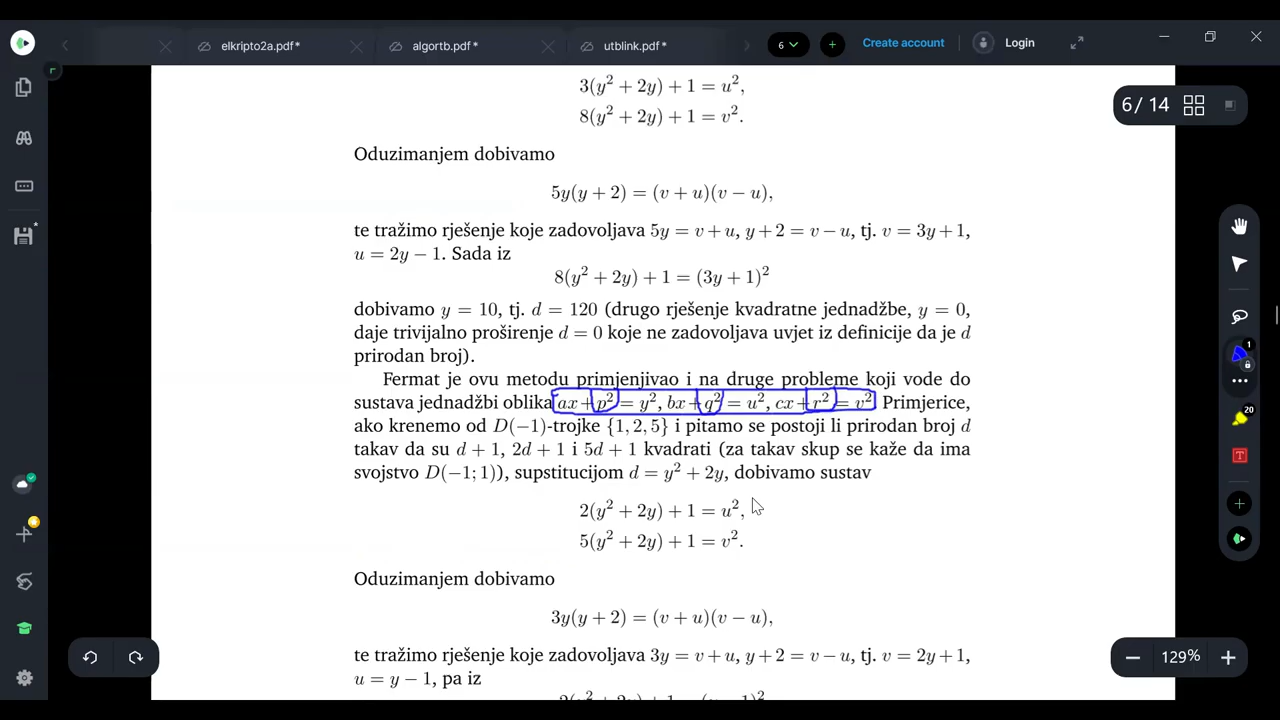 elkripto2a.pdf*
algortb.pdf*
utblink.pdf*
6
Create account
Login
6 / 14
3(y² + 2y) + 1 = u²,
8(y² + 2y) + 1 = v².
Oduzimanjem dobivamo
5y(y + 2) = (v + u)(v − u),
te tražimo rješenje koje zadovoljava 5y = v + u, y + 2 = v − u, tj. v = 3y + 1,
u = 2y − 1. Sada iz
8(y² + 2y) + 1 = (3y + 1)²
dobivamo y = 10, tj. d = 120 (drugo rješenje kvadratne jednadžbe, y = 0,
daje trivijalno proširenje d = 0 koje ne zadovoljava uvjet iz definicije da je d
prirodan broj).
Fermat je ovu metodu primjenjivao i na druge probleme koji vode do
sustava jednadžbi oblika ax + p² = y², bx + q² = u², cx + r² = v². Primjerice,
ako krenemo od D(−1)-trojke {1, 2, 5} i pitamo se postoji li prirodan broj d
takav da su d + 1, 2d + 1 i 5d + 1 kvadrati (za takav skup se kaže da ima
svojstvo D(−1; 1)), supstitucijom d = y² + 2y, dobivamo sustav
2(y² + 2y) + 1 = u²,
5(y² + 2y) + 1 = v².
Oduzimanjem dobivamo
3y(y + 2) = (v + u)(v − u),
te tražimo rješenje koje zadovoljava 3y = v + u, y + 2 = v − u, tj. v = 2y + 1,
u = y − 1, pa iz
2(y² + 2y) + 1 = (y − 1)²
1
20
T
129%